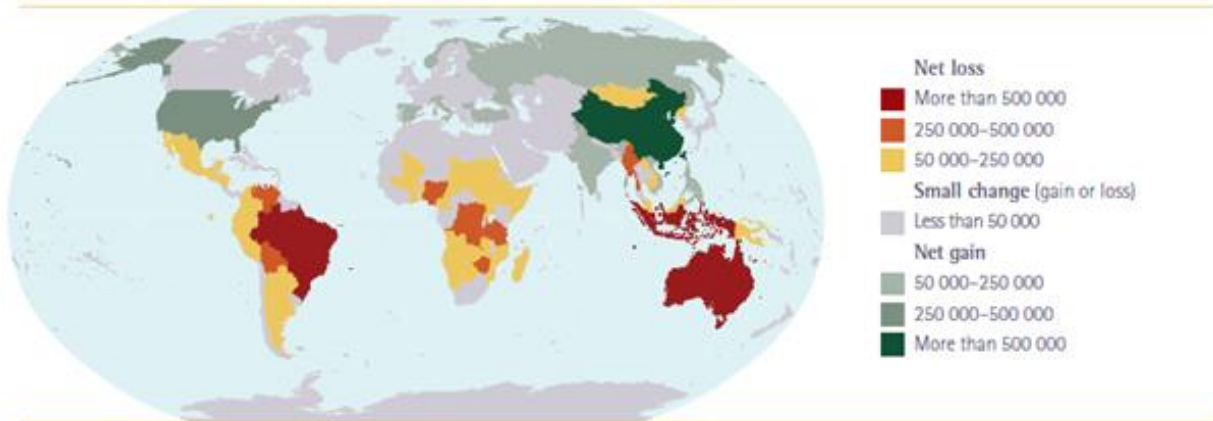 Net loss
More than 500 000
250 000–500 000
50 000–250 000
Small change (gain or loss)
Less than 50 000
Net gain
50 000–250 000
250 000–500 000
More than 500 000